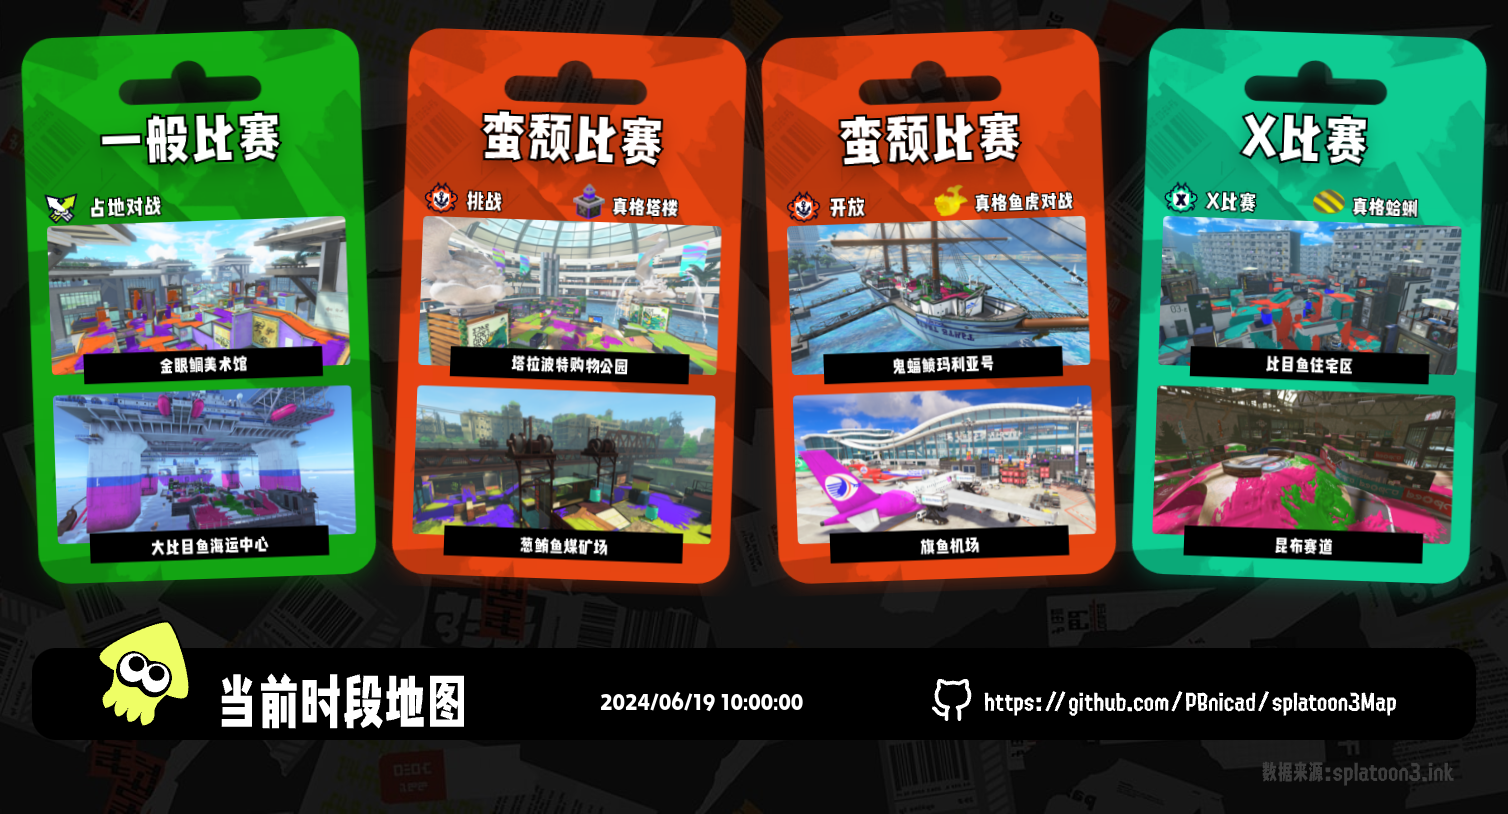 一般比赛
占地对战
金眼鲷美术馆
大比目鱼海运中心
蛮颓比赛
挑战
真格塔楼
塔拉波特购物公园
葱鲔鱼煤矿场
蛮颓比赛
开放
真格鱼虎对战
鬼蝠鲼玛利亚号
旗鱼机场
X比赛
X比赛
真格蛤蜊
比目鱼住宅区
昆布赛道
当前时段地图
2024/06/19 10:00:00
https://github.com/PBnicad/splatoon3Map
数据来源:splatoon3.ink